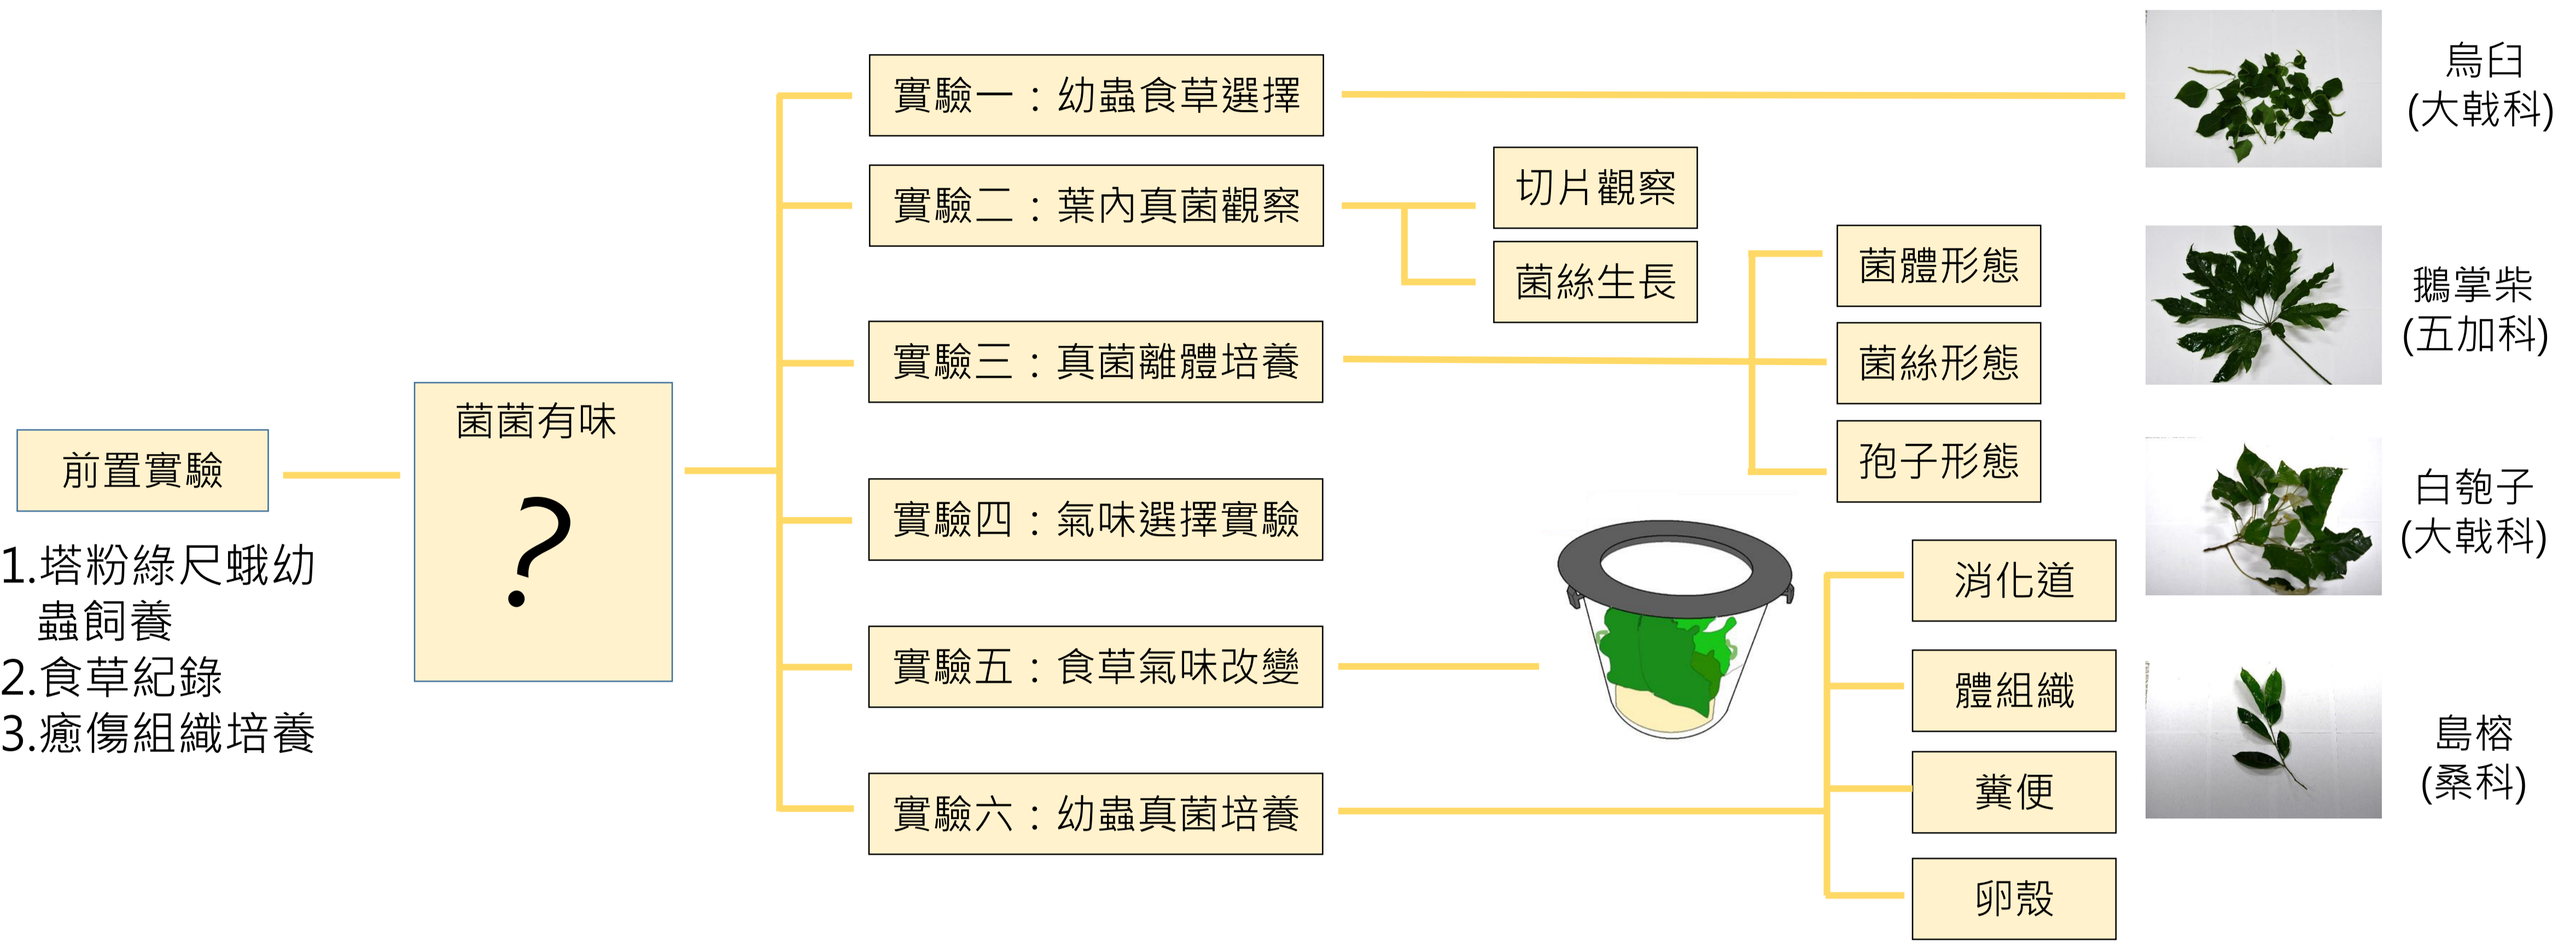 前置實驗
1.塔粉綠尺蛾幼
蟲飼養
2.食草紀錄
3.癒傷組織培養
菌菌有味
?
實驗一：幼蟲食草選擇
實驗二：葉內真菌觀察
切片觀察
菌絲生長
實驗三：真菌離體培養
菌體形態
菌絲形態
孢子形態
實驗四：氣味選擇實驗
實驗五：食草氣味改變
實驗六：幼蟲真菌培養
消化道
體組織
糞便
卵殼
烏臼
(大戟科)
鵝掌柴
(五加科)
白匏子
(大戟科)
島榕
(桑科)